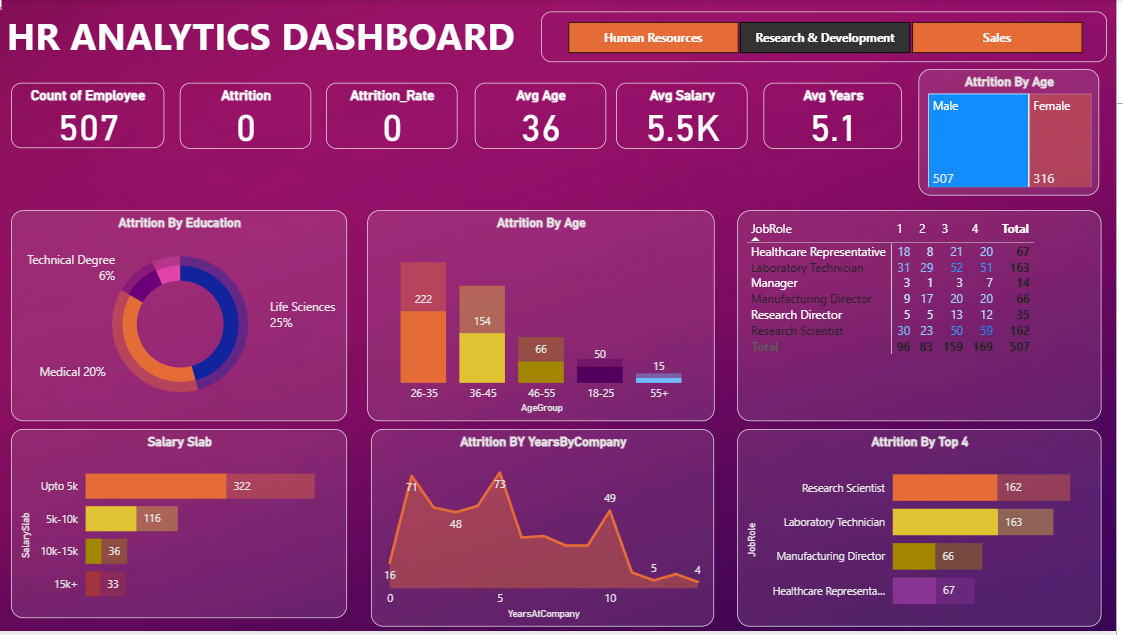 HR ANALYTICS DASHBOARD
Human Resources Research & Development Sales
Count of Employee
507
Attrition
0
Attrition_Rate
0
Avg Age
36
Avg Salary
5.5K
Avg Years
5.1
Attrition By Age
Male Female
507 316
Attrition By Education
Technical Degree
6%
Life Sciences
25%
Medical 20%
Attrition By Age
222
154
66
50
15
26-35 36-45 46-55 18-25 55+
AgeGroup
JobRole 1 2 3 4 Total
Healthcare Representative 18 8 21 20 67
Laboratory Technician 31 29 52 51 163
Manager 3 1 3 7 14
Manufacturing Director 9 17 20 20 66
Research Director 5 5 13 12 35
Research Scientist 30 23 50 59 162
Total 96 83 159 169 507
Salary Slab
SalarySlab
Upto 5k 322
5k-10k 116
10k-15k 36
15k+ 33
Attrition BY YearsByCompany
16
71
48
73
49
5
4
0 5 10
YearsAtCompany
Attrition By Top 4
JobRole
Research Scientist 162
Laboratory Technician 163
Manufacturing Director 66
Healthcare Representa... 67